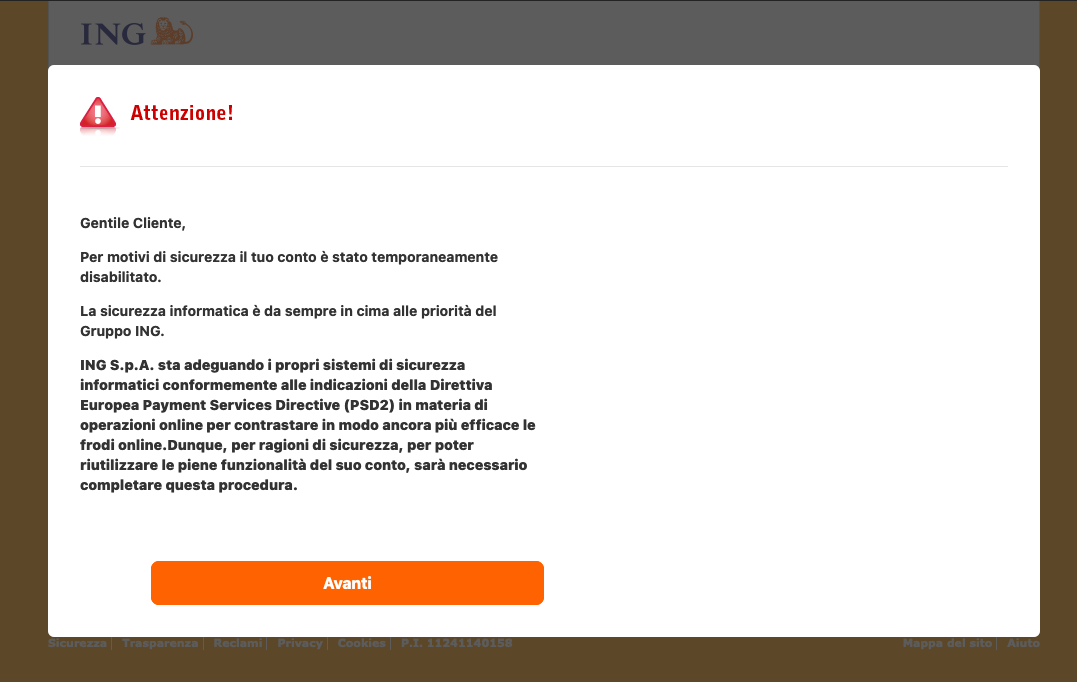 ING
Attenzione!
Gentile Cliente,
Per motivi di sicurezza il tuo conto è stato temporaneamente
disabilitato.
La sicurezza informatica è da sempre in cima alle priorità del
Gruppo ING.
ING S.p.A. sta adeguando i propri sistemi di sicurezza
informatici conformemente alle indicazioni della Direttiva
Europea Payment Services Directive (PSD2) in materia di
operazioni online per contrastare in modo ancora più efficace le
frodi online.Dunque, per ragioni di sicurezza, per poter
riutilizzare le piene funzionalità del suo conto, sarà necessario
completare questa procedura.
Avanti
Sicurezza | Trasparenza | Reclami | Privacy | Cookies | P.I. 11241140158 Mappa del sito | Aiuto